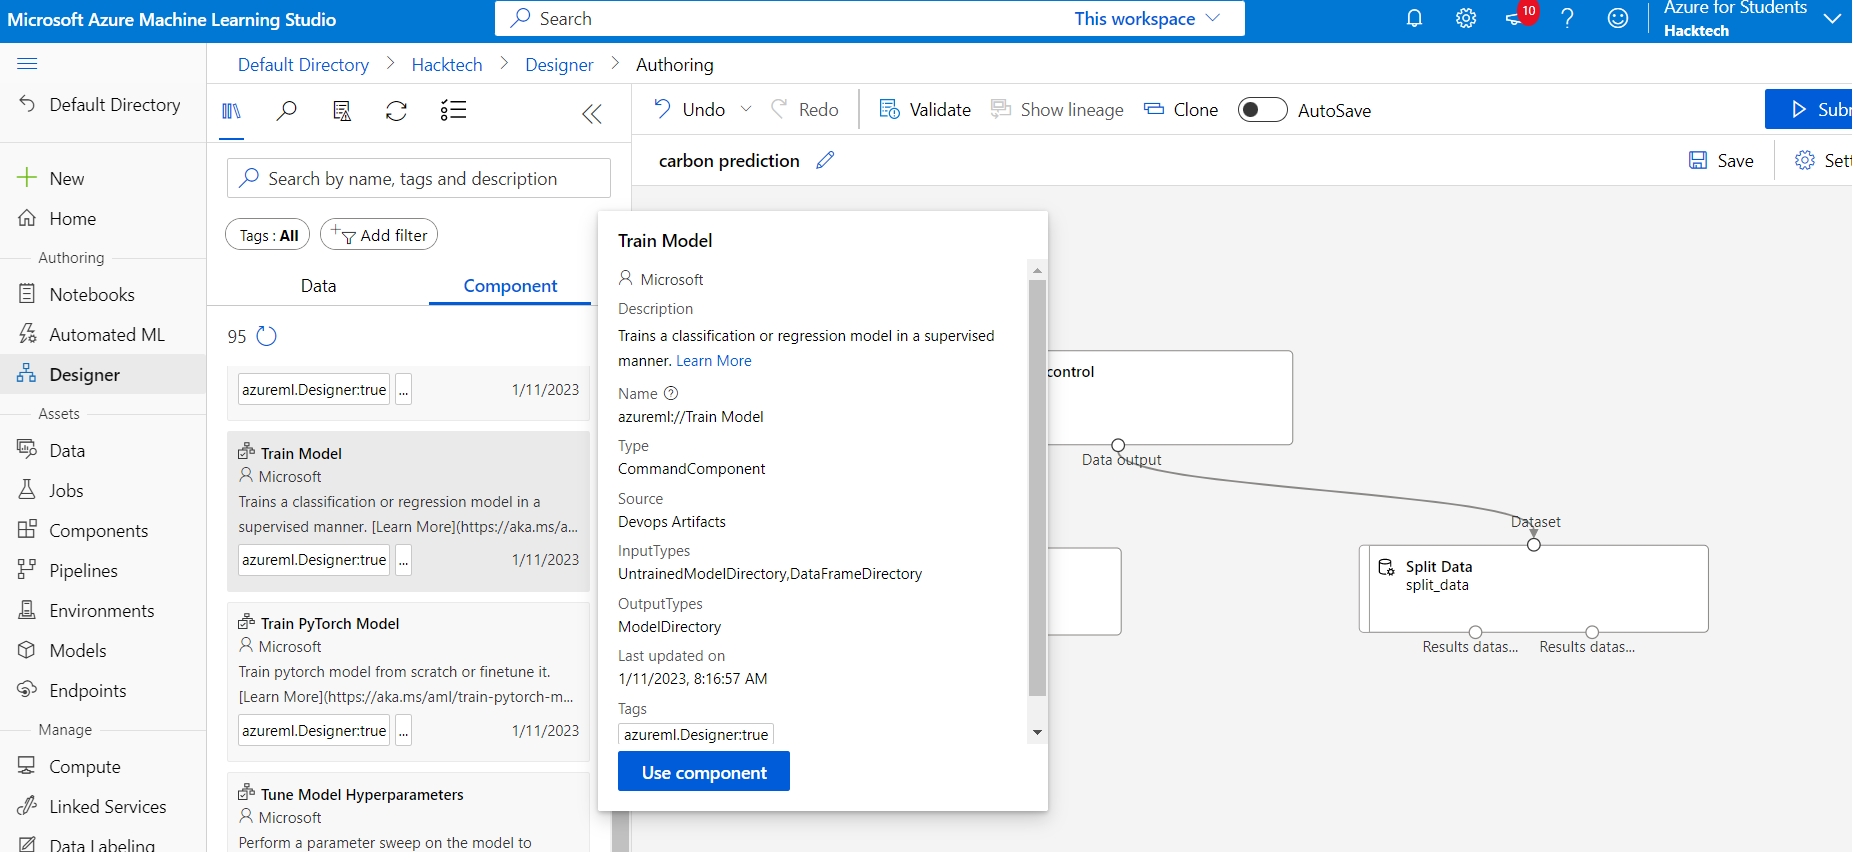 Microsoft Azure Machine Learning Studio
Search
This workspace
10
Azure for Students
Hacktech
Default Directory
New
Home
Authoring
Notebooks
Automated ML
Designer
Assets
Data
Jobs
Components
Pipelines
Environments
Models
Endpoints
Manage
Compute
Linked Services
Data Labeling
Default Directory > Hacktech > Designer > Authoring
Search by name, tags and description
Tags : All
Add filter
Data
Component
95
azureml.Designer:true ... 1/11/2023
Train Model
Microsoft
Trains a classification or regression model in a
supervised manner. [Learn More](https://aka.ms/a...
azureml.Designer:true ... 1/11/2023
Train PyTorch Model
Microsoft
Train pytorch model from scratch or finetune it.
[Learn More](https://aka.ms/aml/train-pytorch-m...
azureml.Designer:true ... 1/11/2023
Tune Model Hyperparameters
Microsoft
Perform a parameter sweep on the model to
Undo
Redo
Validate
Show lineage
Clone
AutoSave
Subm
carbon prediction
Save
Sett
Train Model
Microsoft
Description
Trains a classification or regression model in a supervised
manner. Learn More
Name
azureml://Train Model
Type
CommandComponent
Source
Devops Artifacts
InputTypes
UntrainedModelDirectory,DataFrameDirectory
OutputTypes
ModelDirectory
Last updated on
1/11/2023, 8:16:57 AM
Tags
azureml.Designer:true
Use component
control
Data output
Dataset
Split Data
split_data
Results datas...
Results datas...